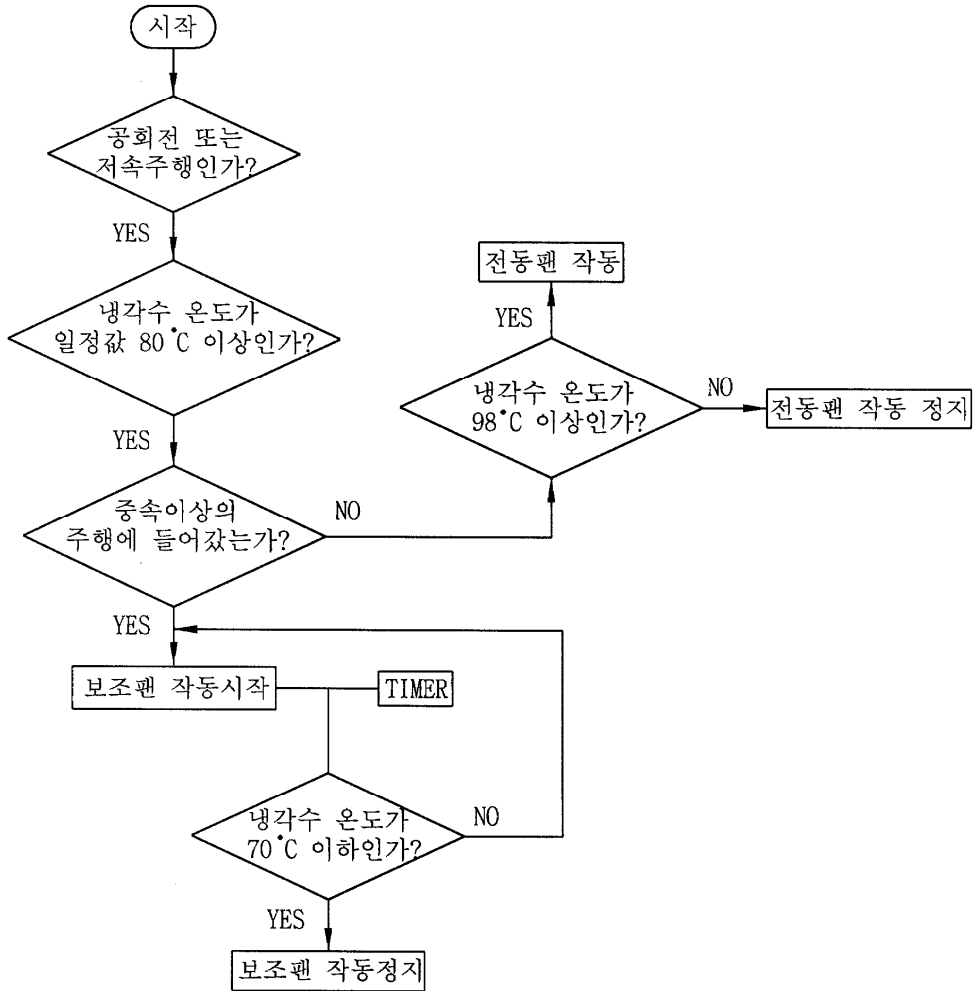 시작
공회전 또는
저속주행인가?
YES
냉각수 온도가
일정값 80°C 이상인가?
YES
중속이상의
주행에 들어갔는가?
NO
전동팬 작동
YES
냉각수 온도가
98°C 이상인가?
NO
전동팬 작동 정지
YES
보조팬 작동시작
TIMER
냉각수 온도가
70°C 이하인가?
NO
YES
보조팬 작동정지